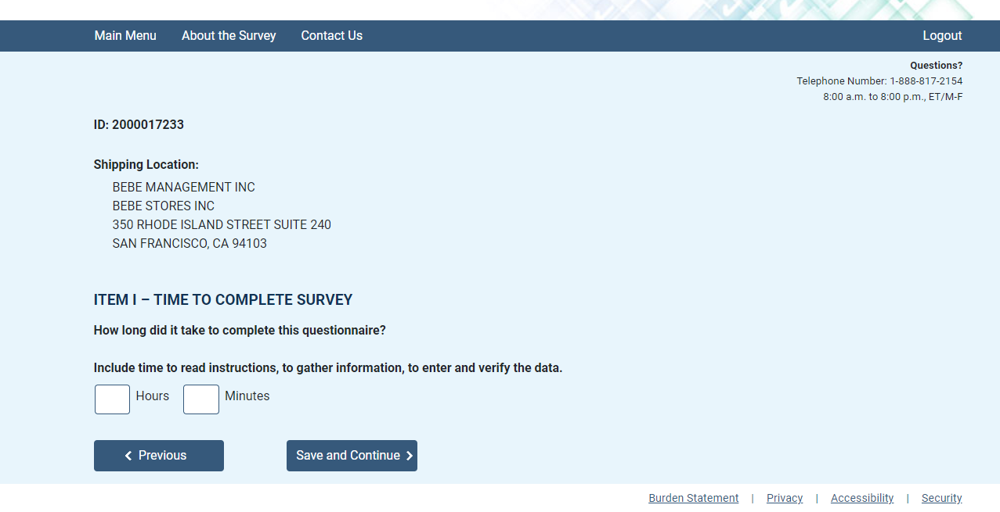 Main Menu About the Survey Contact Us Logout
Questions?
Telephone Number: 1-888-817-2154
8:00 a.m. to 8:00 p.m., ET/M-F
ID: 2000017233
Shipping Location:
BEBE MANAGEMENT INC
BEBE STORES INC
350 RHODE ISLAND STREET SUITE 240
SAN FRANCISCO, CA 94103
ITEM I – TIME TO COMPLETE SURVEY
How long did it take to complete this questionnaire?
Include time to read instructions, to gather information, to enter and verify the data.
Hours Minutes
Previous Save and Continue
Burden Statement | Privacy | Accessibility | Security